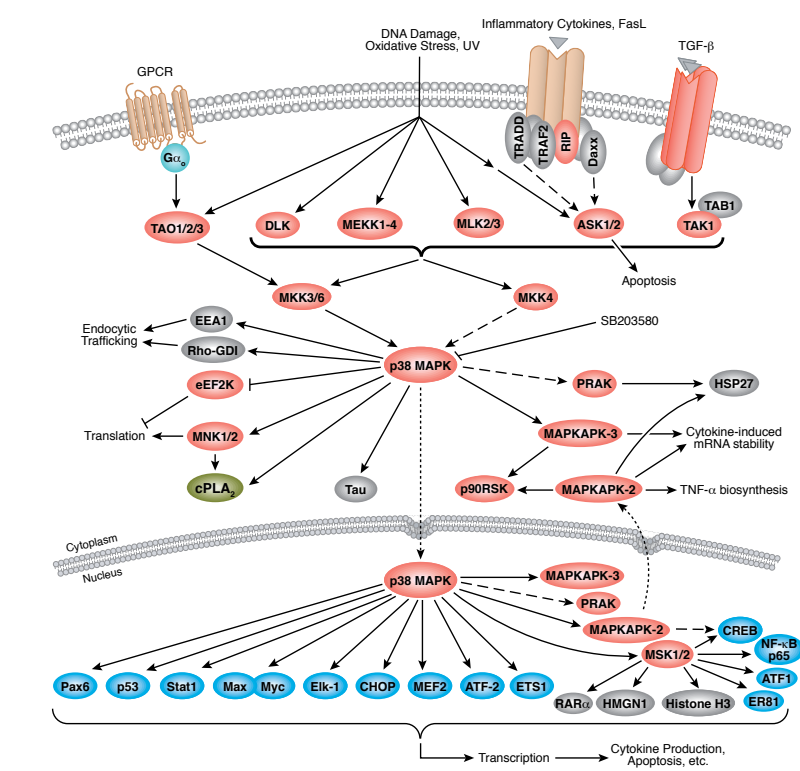 Inflammatory Cytokines, FasL
DNA Damage,
Oxidative Stress, UV
TGF-β
GPCR
Gαo
TRADD
TRAF2
RIP
Daxx
TAB1
TAO1/2/3
DLK
MEKK1-4
MLK2/3
ASK1/2
TAK1
Apoptosis
MKK3/6
MKK4
SB203580
EEA1
Endocytic
Trafficking
Rho-GDI
p38 MAPK
eEF2K
PRAK
HSP27
Translation
MNK1/2
MAPKAPK-3
Cytokine-induced
mRNA stability
cPLA2
Tau
p90RSK
MAPKAPK-2
TNF-α biosynthesis
Cytoplasm
Nucleus
p38 MAPK
MAPKAPK-3
PRAK
MAPKAPK-2
CREB
MSK1/2
NF-κB
p65
ATF1
Pax6
p53
Stat1
Max
Myc
Elk-1
CHOP
MEF2
ATF-2
ETS1
RARα
HMGN1
Histone H3
ER81
Transcription
Cytokine Production,
Apoptosis, etc.